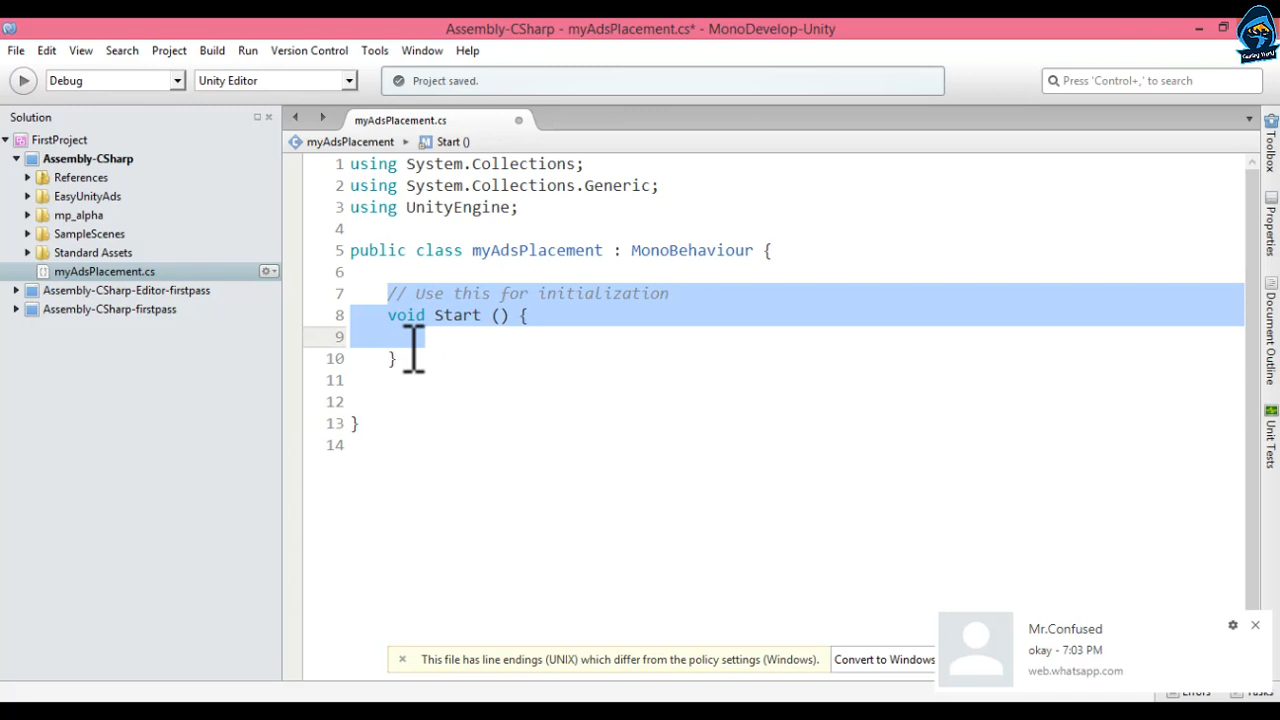 Assembly-CSharp - myAdsPlacement.cs* - MonoDevelop-Unity
File Edit View Search Project Build Run Version Control Tools Window Help
Debug Unity Editor Project saved. Press 'Control+,' to search
Solution
FirstProject
Assembly-CSharp
References
EasyUnityAds
mp_alpha
SampleScenes
Standard Assets
myAdsPlacement.cs
Assembly-CSharp-Editor-firstpass
Assembly-CSharp-firstpass
myAdsPlacement.cs
myAdsPlacement Start ()
1 using System.Collections;
2 using System.Collections.Generic;
3 using UnityEngine;
4
5 public class myAdsPlacement : MonoBehaviour {
6
7 // Use this for initialization
8 void Start () {
9
10 }
11
12
13 }
14
Toolbox
Properties
Document Outline
Unit Tests
This file has line endings (UNIX) which differ from the policy settings (Windows). Convert to Windows
Mr.Confused
okay - 7:03 PM
web.whatsapp.com
Errors Tasks